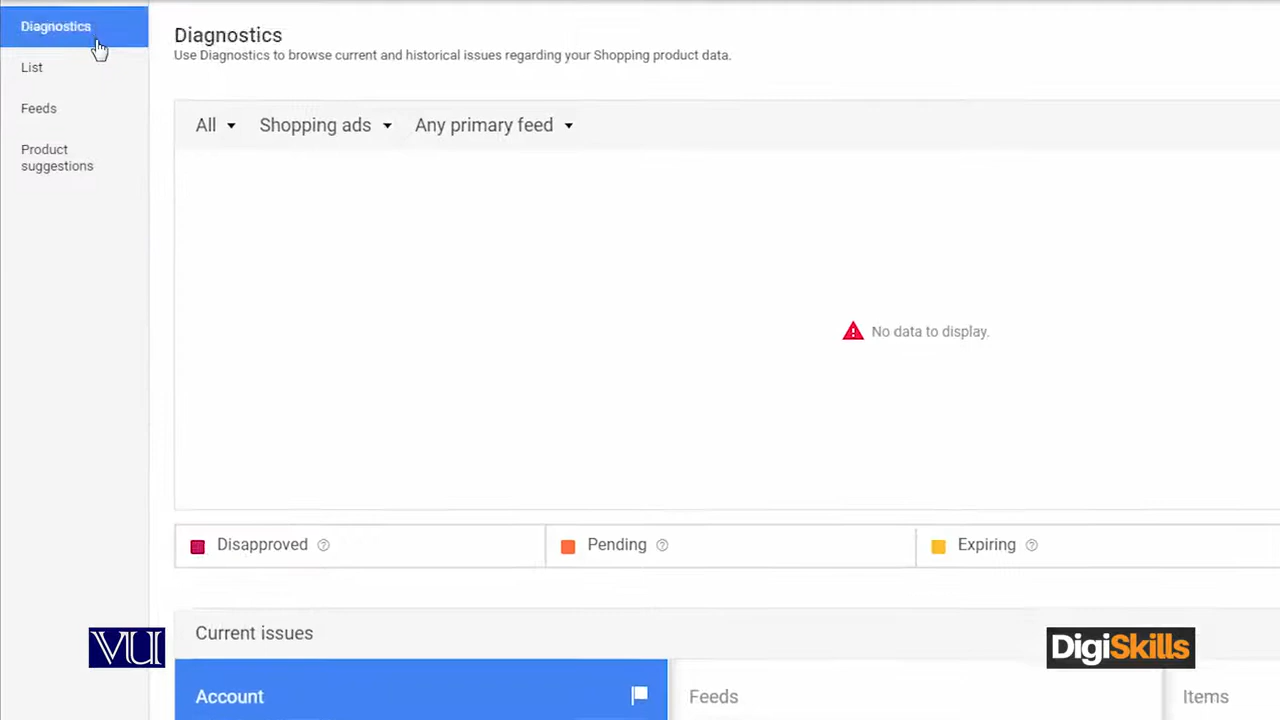 Diagnostics
List
Feeds
Product
suggestions
Diagnostics
Use Diagnostics to browse current and historical issues regarding your Shopping product data.
All Shopping ads Any primary feed
No data to display.
Disapproved Pending Expiring
Current issues
Account Feeds Items
VU
DigiSkills